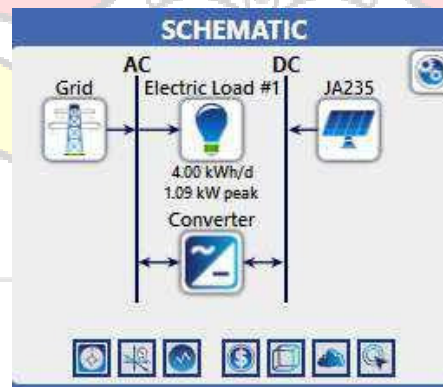 SCHEMATIC
AC DC
Grid Electric Load #1 JA235
4.00 kWh/d
1.09 kW peak
Converter